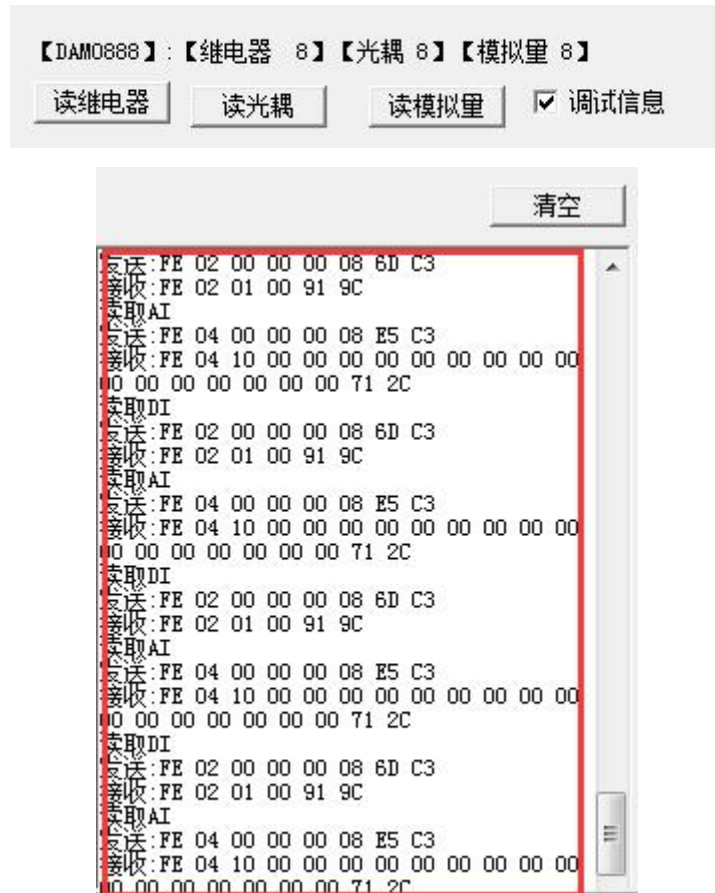 【DAM0888】:【继电器 8】【光耦 8】【模拟量 8】
读继电器 读光耦 读模拟量 调试信息
清空
发送:FE 02 00 00 00 08 6D C3
接收:FE 02 01 00 91 9C
读取AI
发送:FE 04 00 00 00 08 E5 C3
接收:FE 04 10 00 00 00 00 00 00 00 00 00
00 00 00 00 00 00 00 71 2C
读取DI
发送:FE 02 00 00 00 08 6D C3
接收:FE 02 01 00 91 9C
读取AI
发送:FE 04 00 00 00 08 E5 C3
接收:FE 04 10 00 00 00 00 00 00 00 00 00
00 00 00 00 00 00 00 71 2C
读取DI
发送:FE 02 00 00 00 08 6D C3
接收:FE 02 01 00 91 9C
读取AI
发送:FE 04 00 00 00 08 E5 C3
接收:FE 04 10 00 00 00 00 00 00 00 00 00
00 00 00 00 00 00 00 71 2C
读取DI
发送:FE 02 00 00 00 08 6D C3
接收:FE 02 01 00 91 9C
读取AI
发送:FE 04 00 00 00 08 E5 C3
接收:FE 04 10 00 00 00 00 00 00 00 00 00
00 00 00 00 00 00 00 71 2C